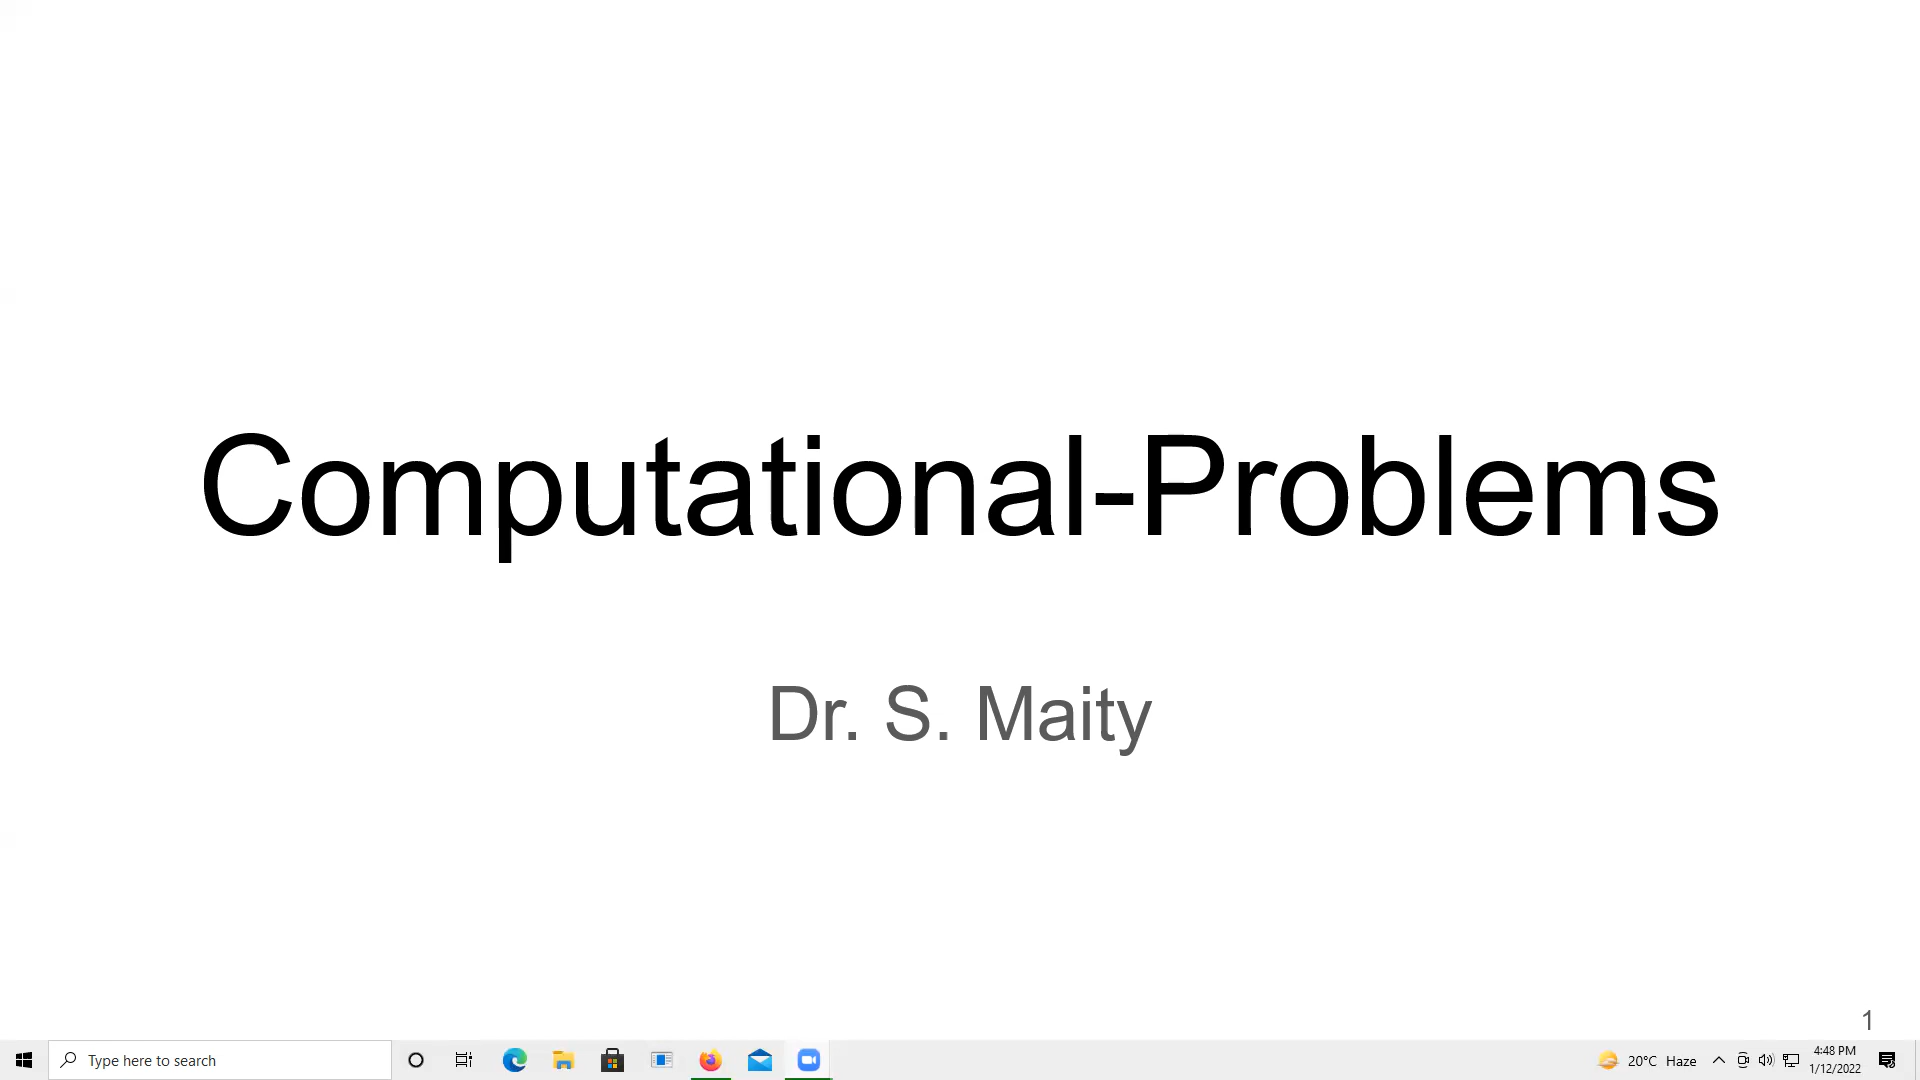 Computational-Problems
Dr. S. Maity
1
Type here to search
20°C Haze
4:48 PM
1/12/2022